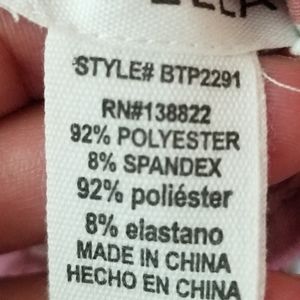 STYLE# BTP2291
RN#138822
92% POLYESTER
8% SPANDEX
92% poliéster
8% elastano
MADE IN CHINA
HECHO EN CHINA